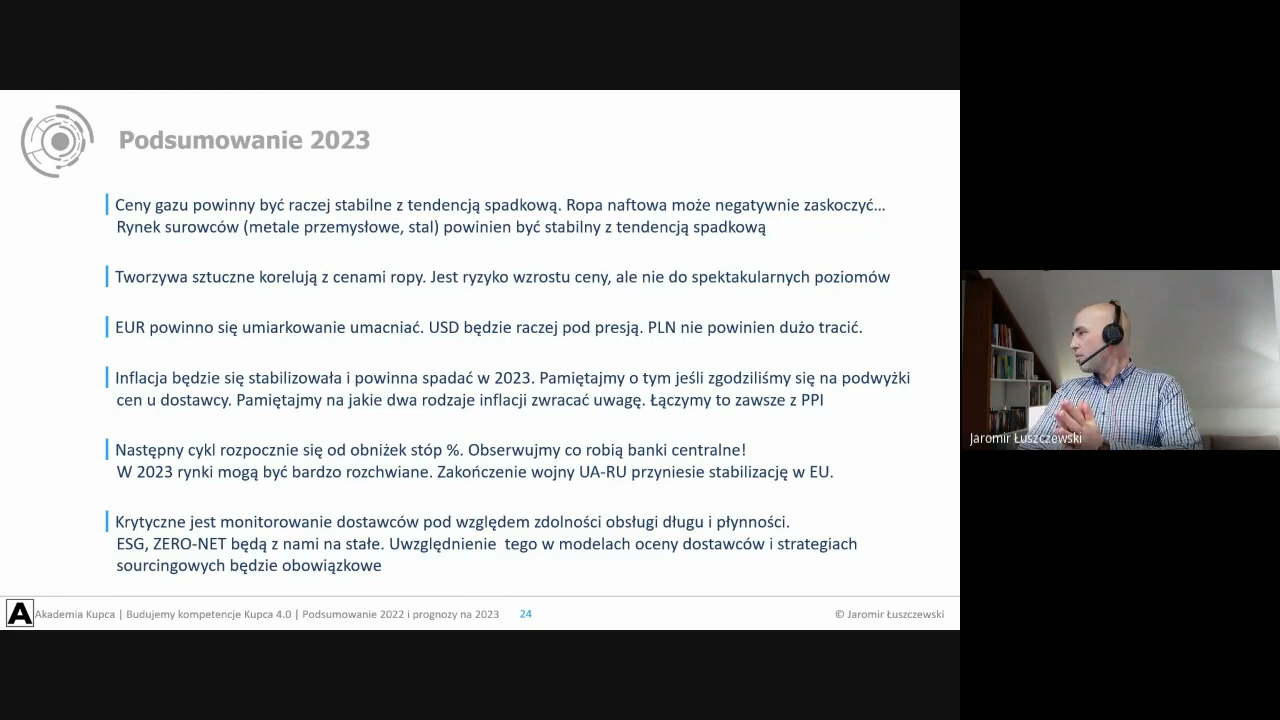 Podsumowanie 2023
Ceny gazu powinny być raczej stabilne z tendencją spadkową. Ropa naftowa może negatywnie zaskoczyć…
Rynek surowców (metale przemysłowe, stal) powinien być stabilny z tendencją spadkową
Tworzywa sztuczne korelują z cenami ropy. Jest ryzyko wzrostu ceny, ale nie do spektakularnych poziomów
EUR powinno się umiarkowanie umacniać. USD będzie raczej pod presją. PLN nie powinien dużo tracić.
Inflacja będzie się stabilizowała i powinna spadać w 2023. Pamiętajmy o tym jeśli zgodziliśmy się na podwyżki
cen u dostawcy. Pamiętajmy na jakie dwa rodzaje inflacji zwracać uwagę. Łączymy to zawsze z PPI
Następny cykl rozpocznie się od obniżek stóp %. Obserwujmy co robią banki centralne!
W 2023 rynki mogą być bardzo rozchwiane. Zakończenie wojny UA-RU przyniesie stabilizację w EU.
Krytyczne jest monitorowanie dostawców pod względem zdolności obsługi długu i płynności.
ESG, ZERO-NET będą z nami na stałe. Uwzględnienie tego w modelach oceny dostawców i strategiach
sourcingowych będzie obowiązkowe
A Akademia Kupca | Budujemy kompetencje Kupca 4.0 | Podsumowanie 2022 i prognozy na 2023 24 © Jaromir Łuszczewski
Jaromir Łuszczewski